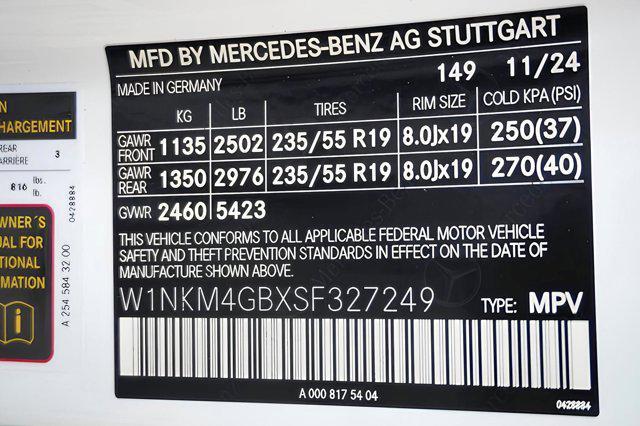 MFD BY MERCEDES-BENZ AG STUTTGART
MADE IN GERMANY 149 11/24
KG LB TIRES RIM SIZE COLD KPA(PSI)
GAWR FRONT 1135 2502 235/55 R19 8.0Jx19 250(37)
GAWR REAR 1350 2976 235/55 R19 8.0Jx19 270(40)
GVWR 2460 5423
THIS VEHICLE CONFORMS TO ALL APPLICABLE FEDERAL MOTOR VEHICLE
SAFETY AND THEFT PREVENTION STANDARDS IN EFFECT ON THE DATE OF
MANUFACTURE SHOWN ABOVE.
W1NKM4GBXSF327249 TYPE: MPV
A 000 817 54 04
0428884
N
HARGEMENT
REAR
ARRIÈRE 3
816 lbs.
lb.
0428884
A 254 584 32 00
OWNER´S
UAL FOR
TIONAL
MATION